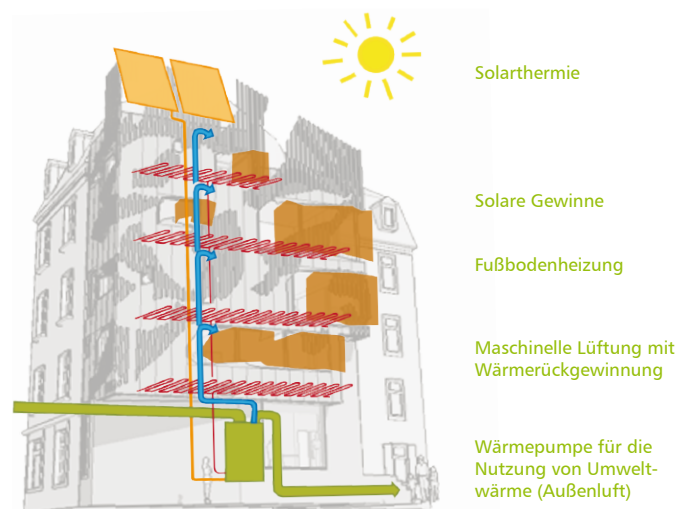 Solarthermie
Solare Gewinne
Fußbodenheizung
Maschinelle Lüftung mit
Wärmerückgewinnung
Wärmepumpe für die
Nutzung von Umwelt-
wärme (Außenluft)